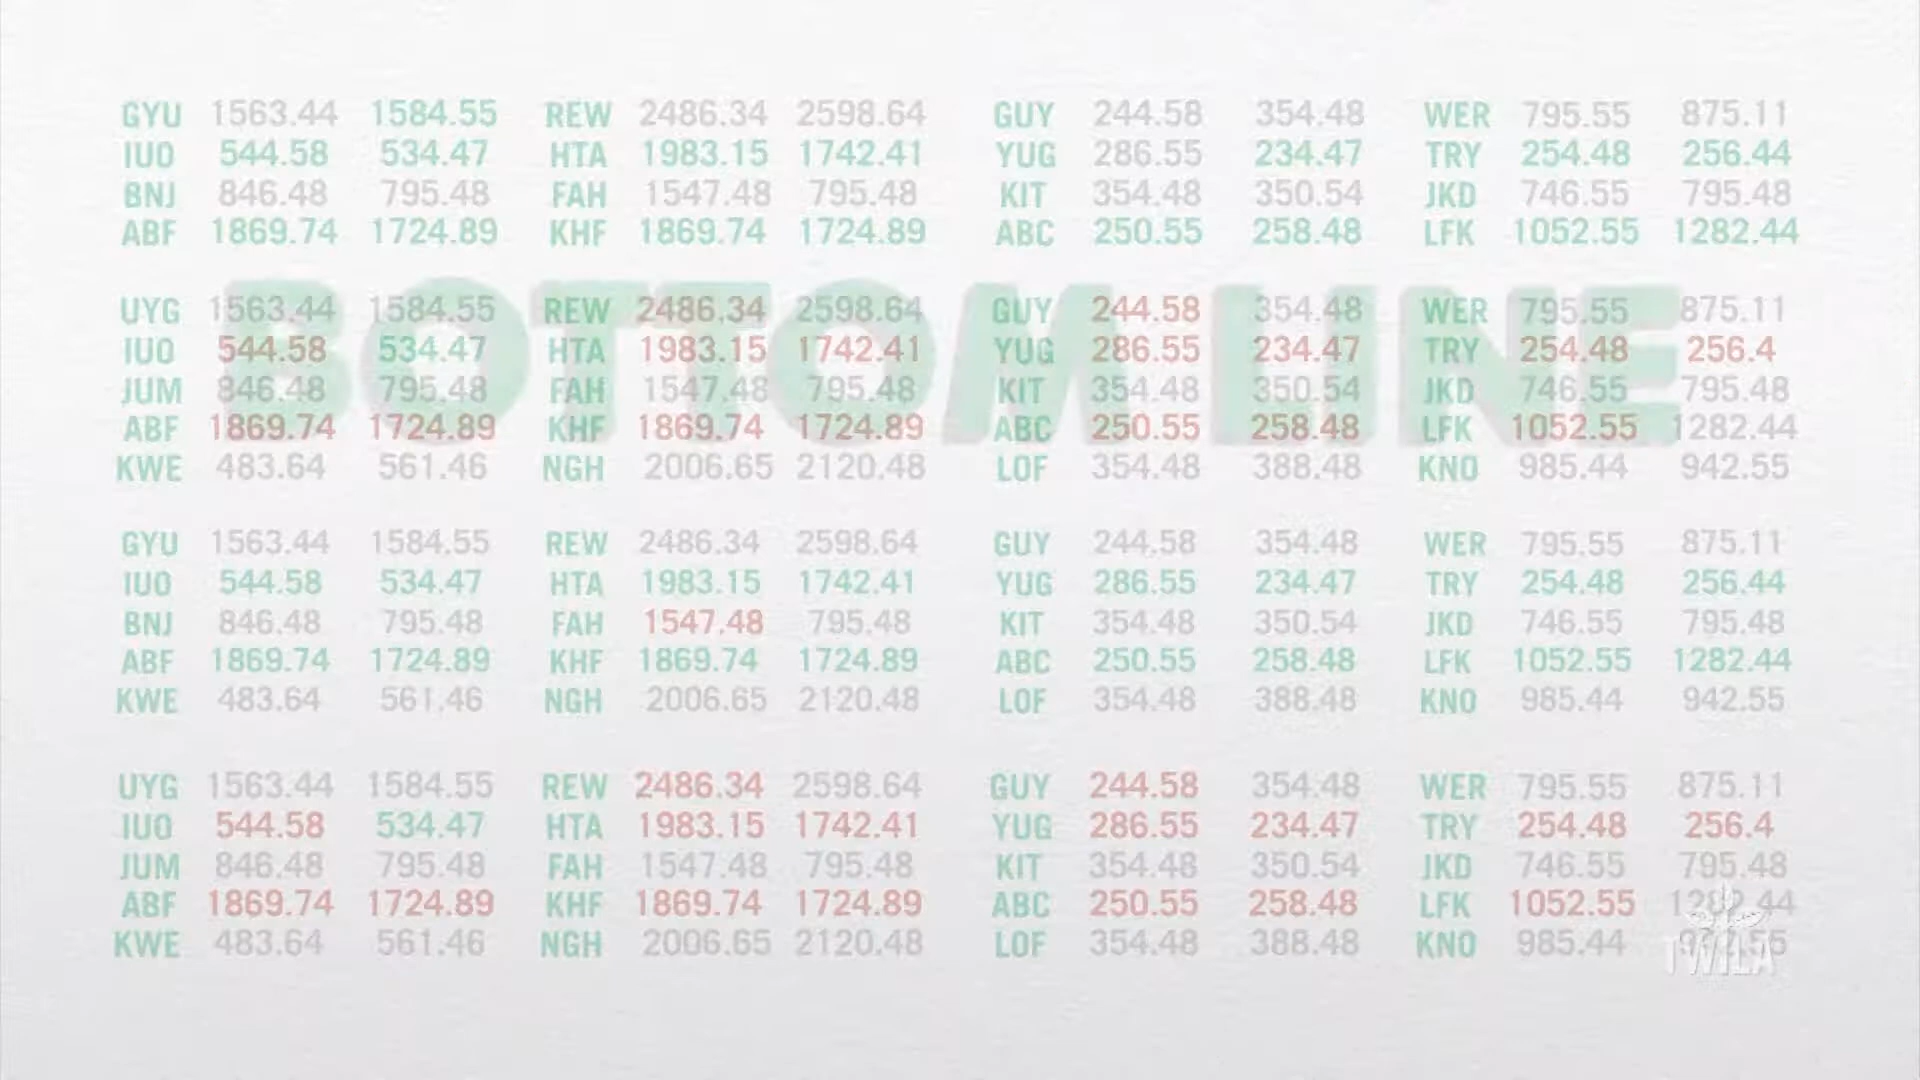 GYU 1563.44 1584.55 REW 2486.34 2598.64 GUY 244.58 354.48 WER 795.55 875.11
IUO 544.58 534.47 HTA 1983.15 1742.41 YUG 286.55 234.47 TRY 254.48 256.44
BNJ 846.48 795.48 FAH 1547.48 795.48 KIT 354.48 350.54 JKD 746.55 795.48
ABF 1869.74 1724.89 KHF 1869.74 1724.89 ABC 250.55 258.48 LFK 1052.55 1282.44
BOTTOM LINE
UYG 1563.44 1584.55 REW 2486.34 2598.64 GUY 244.58 354.48 WER 795.55 875.11
IUO 544.58 534.47 HTA 1983.15 1742.41 YUG 286.55 234.47 TRY 254.48 256.4
JUM 846.48 795.48 FAH 1547.48 795.48 KIT 354.48 350.54 JKD 746.55 795.48
ABF 1869.74 1724.89 KHF 1869.74 1724.89 ABC 250.55 258.48 LFK 1052.55 1282.44
KWE 483.64 561.46 NGH 2006.65 2120.48 LOF 354.48 388.48 KNO 985.44 942.55
GYU 1563.44 1584.55 REW 2486.34 2598.64 GUY 244.58 354.48 WER 795.55 875.11
IUO 544.58 534.47 HTA 1983.15 1742.41 YUG 286.55 234.47 TRY 254.48 256.44
BNJ 846.48 795.48 FAH 1547.48 795.48 KIT 354.48 350.54 JKD 746.55 795.48
ABF 1869.74 1724.89 KHF 1869.74 1724.89 ABC 250.55 258.48 LFK 1052.55 1282.44
KWE 483.64 561.46 NGH 2006.65 2120.48 LOF 354.48 388.48 KNO 985.44 942.55
UYG 1563.44 1584.55 REW 2486.34 2598.64 GUY 244.58 354.48 WER 795.55 875.11
IUO 544.58 534.47 HTA 1983.15 1742.41 YUG 286.55 234.47 TRY 254.48 256.4
JUM 846.48 795.48 FAH 1547.48 795.48 KIT 354.48 350.54 JKD 746.55 795.48
ABF 1869.74 1724.89 KHF 1869.74 1724.89 ABC 250.55 258.48 LFK 1052.55 1282.44
KWE 483.64 561.46 NGH 2006.65 2120.48 LOF 354.48 388.48 KNO 985.44
TWILA